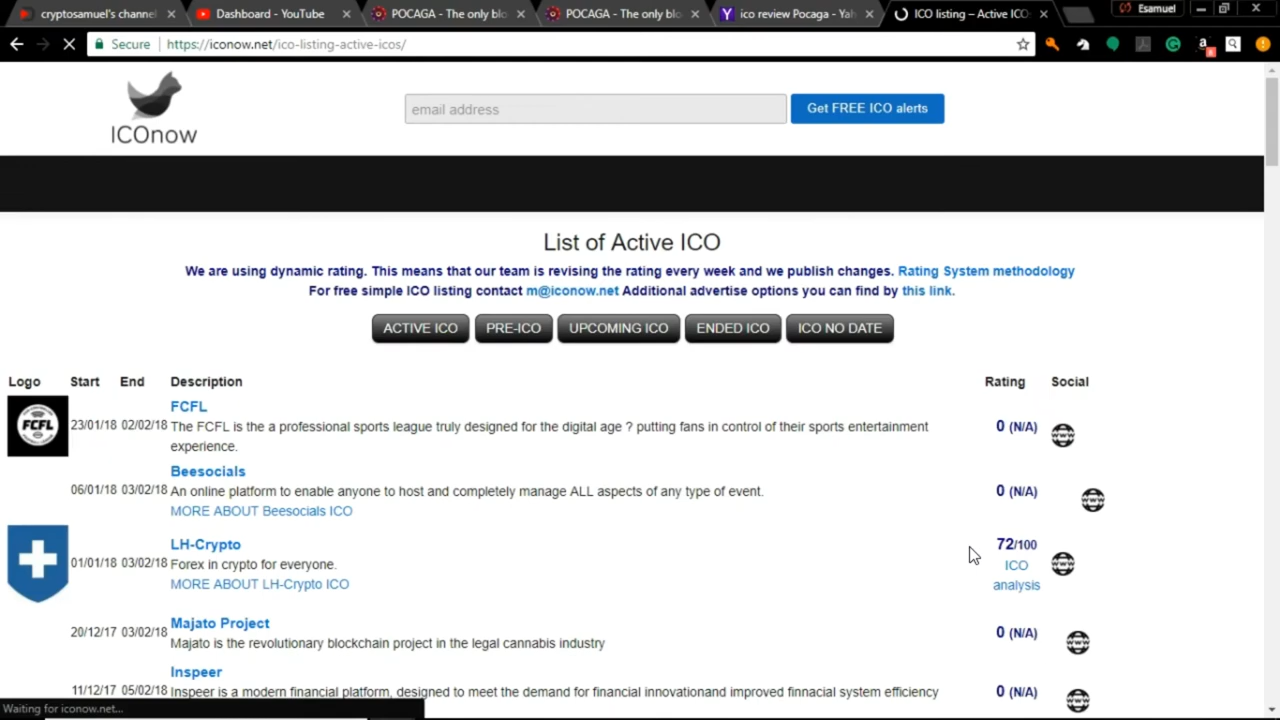 cryptosamuel's channel
Dashboard - YouTube
POCAGA - The only blo
POCAGA - The only blo
ico review Pocaga - Yah
ICO listing – Active ICO
Esamuel
Secure
https://iconow.net/ico-listing-active-icos/
ICOnow
email address
Get FREE ICO alerts
List of Active ICO
We are using dynamic rating. This means that our team is revising the rating every week and we publish changes. Rating System methodology
For free simple ICO listing contact m@iconow.net Additional advertise options you can find by this link.
ACTIVE ICO PRE-ICO UPCOMING ICO ENDED ICO ICO NO DATE
Logo Start End Description Rating Social
FCFL
FCFL
23/01/18 02/02/18 The FCFL is the a professional sports league truly designed for the digital age ? putting fans in control of their sports entertainment 0 (N/A)
experience.
Beesocials
06/01/18 03/02/18 An online platform to enable anyone to host and completely manage ALL aspects of any type of event. 0 (N/A)
MORE ABOUT Beesocials ICO
LH-Crypto 72/100
01/01/18 03/02/18 Forex in crypto for everyone. ICO
MORE ABOUT LH-Crypto ICO analysis
Majato Project
20/12/17 03/02/18 Majato is the revolutionary blockchain project in the legal cannabis industry 0 (N/A)
Inspeer
11/12/17 05/02/18 Inspeer is a modern financial platform, designed to meet the demand for financial innovationand improved finnacial system efficiency 0 (N/A)
Waiting for iconow.net...